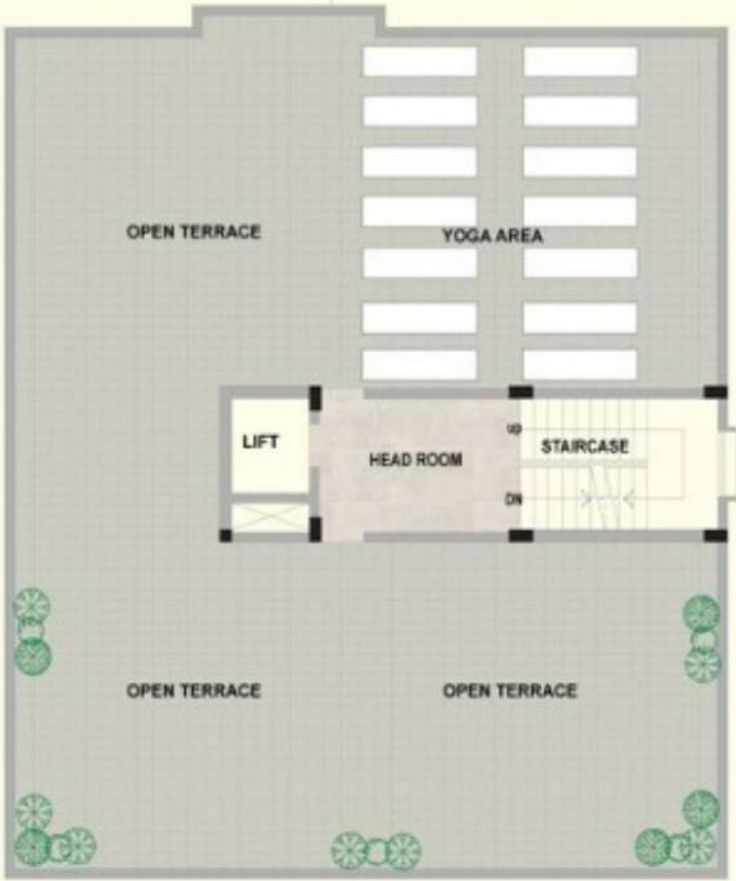 OPEN TERRACE
YOGA AREA
LIFT
HEAD ROOM
up
STAIRCASE
DN
OPEN TERRACE
OPEN TERRACE